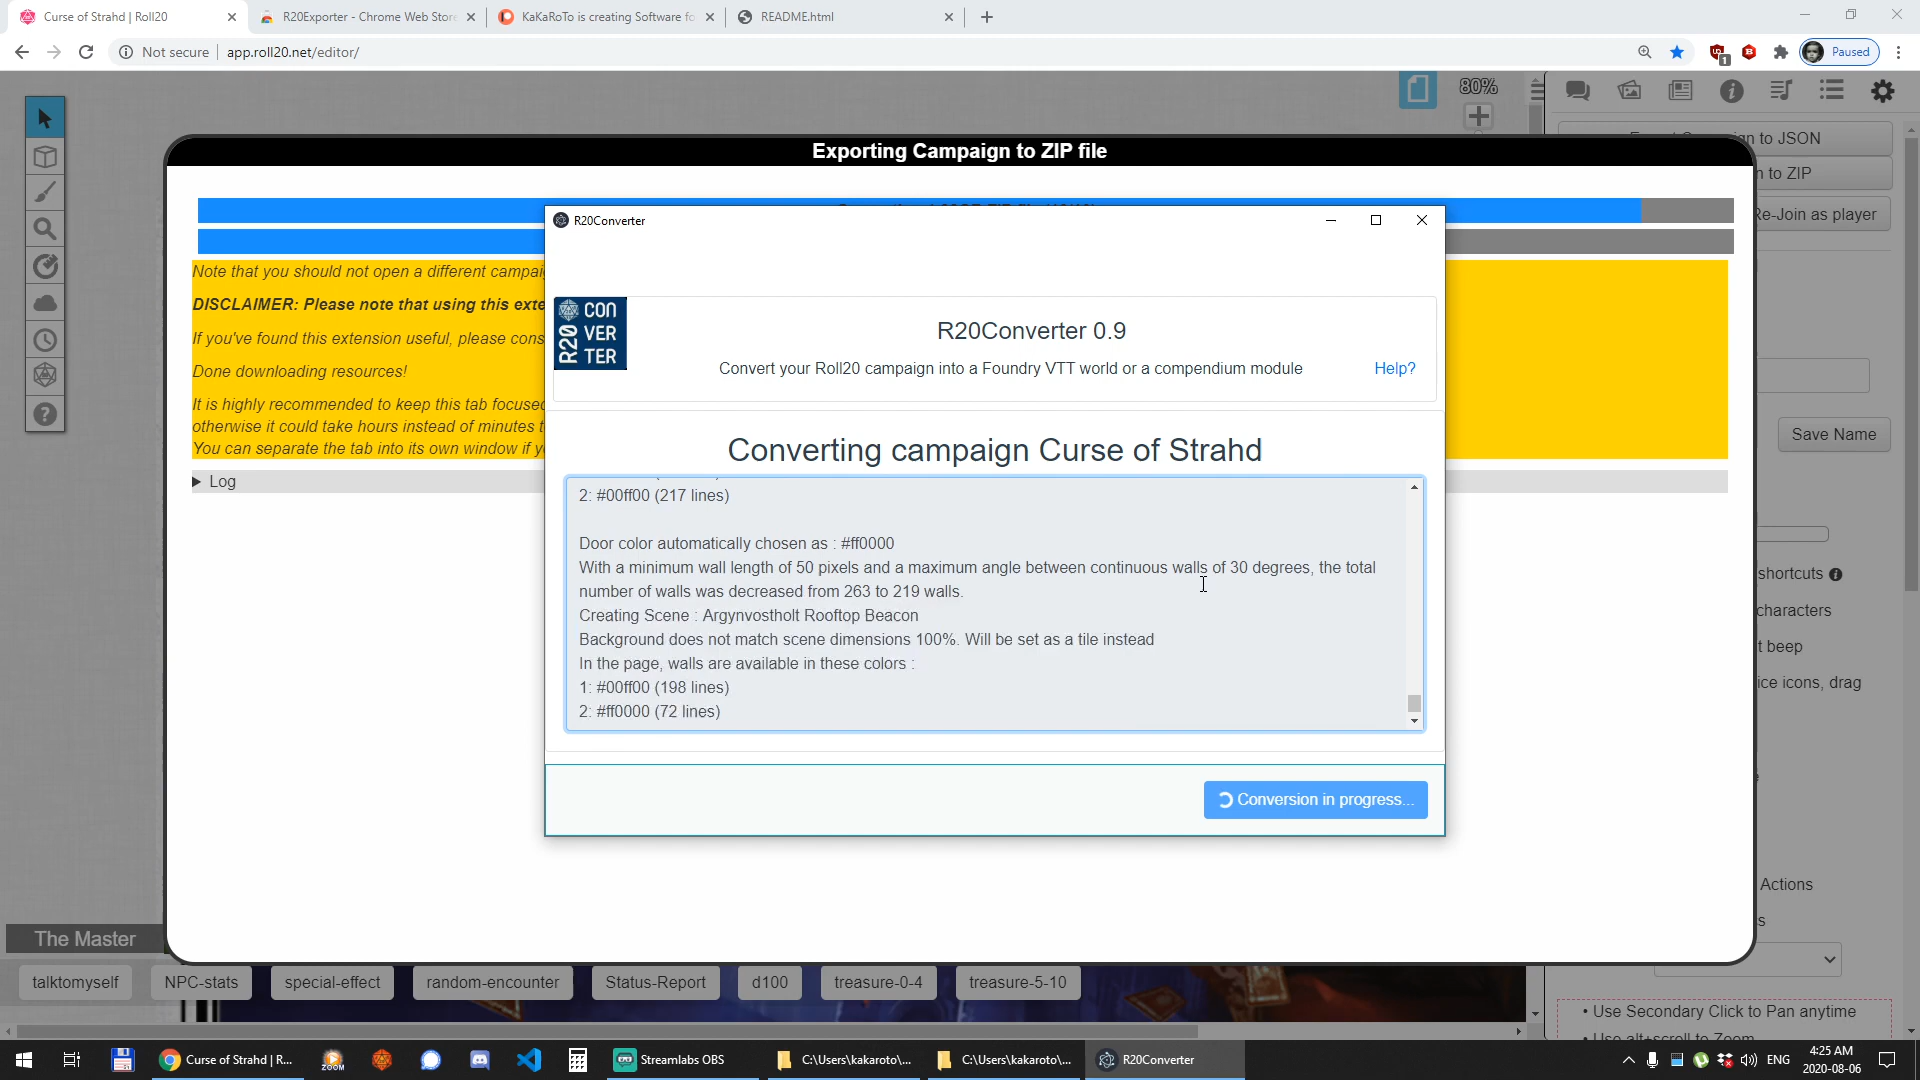 Curse of Strahd | Roll20
R20Exporter - Chrome Web Store
KaKaRoTo is creating Software fo
README.html
Not secure | app.roll20.net/editor/
1
Paused
80%
Exporting Campaign to ZIP file
n to JSON
n to ZIP
Re-Join as player
Note that you should not open a different campai
DISCLAIMER: Please note that using this exte
If you've found this extension useful, please cons
Done downloading resources!
It is highly recommended to keep this tab focused
otherwise it could take hours instead of minutes t
You can separate the tab into its own window if y
Log
R20Converter
R20
CON
VER
TER
R20Converter 0.9
Convert your Roll20 campaign into a Foundry VTT world or a compendium module
Help?
Converting campaign Curse of Strahd
2: #00ff00 (217 lines)
Door color automatically chosen as : #ff0000
With a minimum wall length of 50 pixels and a maximum angle between continuous walls of 30 degrees, the total
number of walls was decreased from 263 to 219 walls.
Creating Scene : Argynvostholt Rooftop Beacon
Background does not match scene dimensions 100%. Will be set as a tile instead
In the page, walls are available in these colors :
1: #00ff00 (198 lines)
2: #ff0000 (72 lines)
Conversion in progress...
Save Name
shortcuts
characters
t beep
ice icons, drag
Actions
s
• Use Secondary Click to Pan anytime
• Use alt+scroll to Zoom
The Master
talktomyself
NPC-stats
special-effect
random-encounter
Status-Report
d100
treasure-0-4
treasure-5-10
Curse of Strahd | R...
ZOOM
Streamlabs OBS
C:\Users\kakaroto\...
C:\Users\kakaroto\...
R20Converter
ENG
4:25 AM
2020-08-06